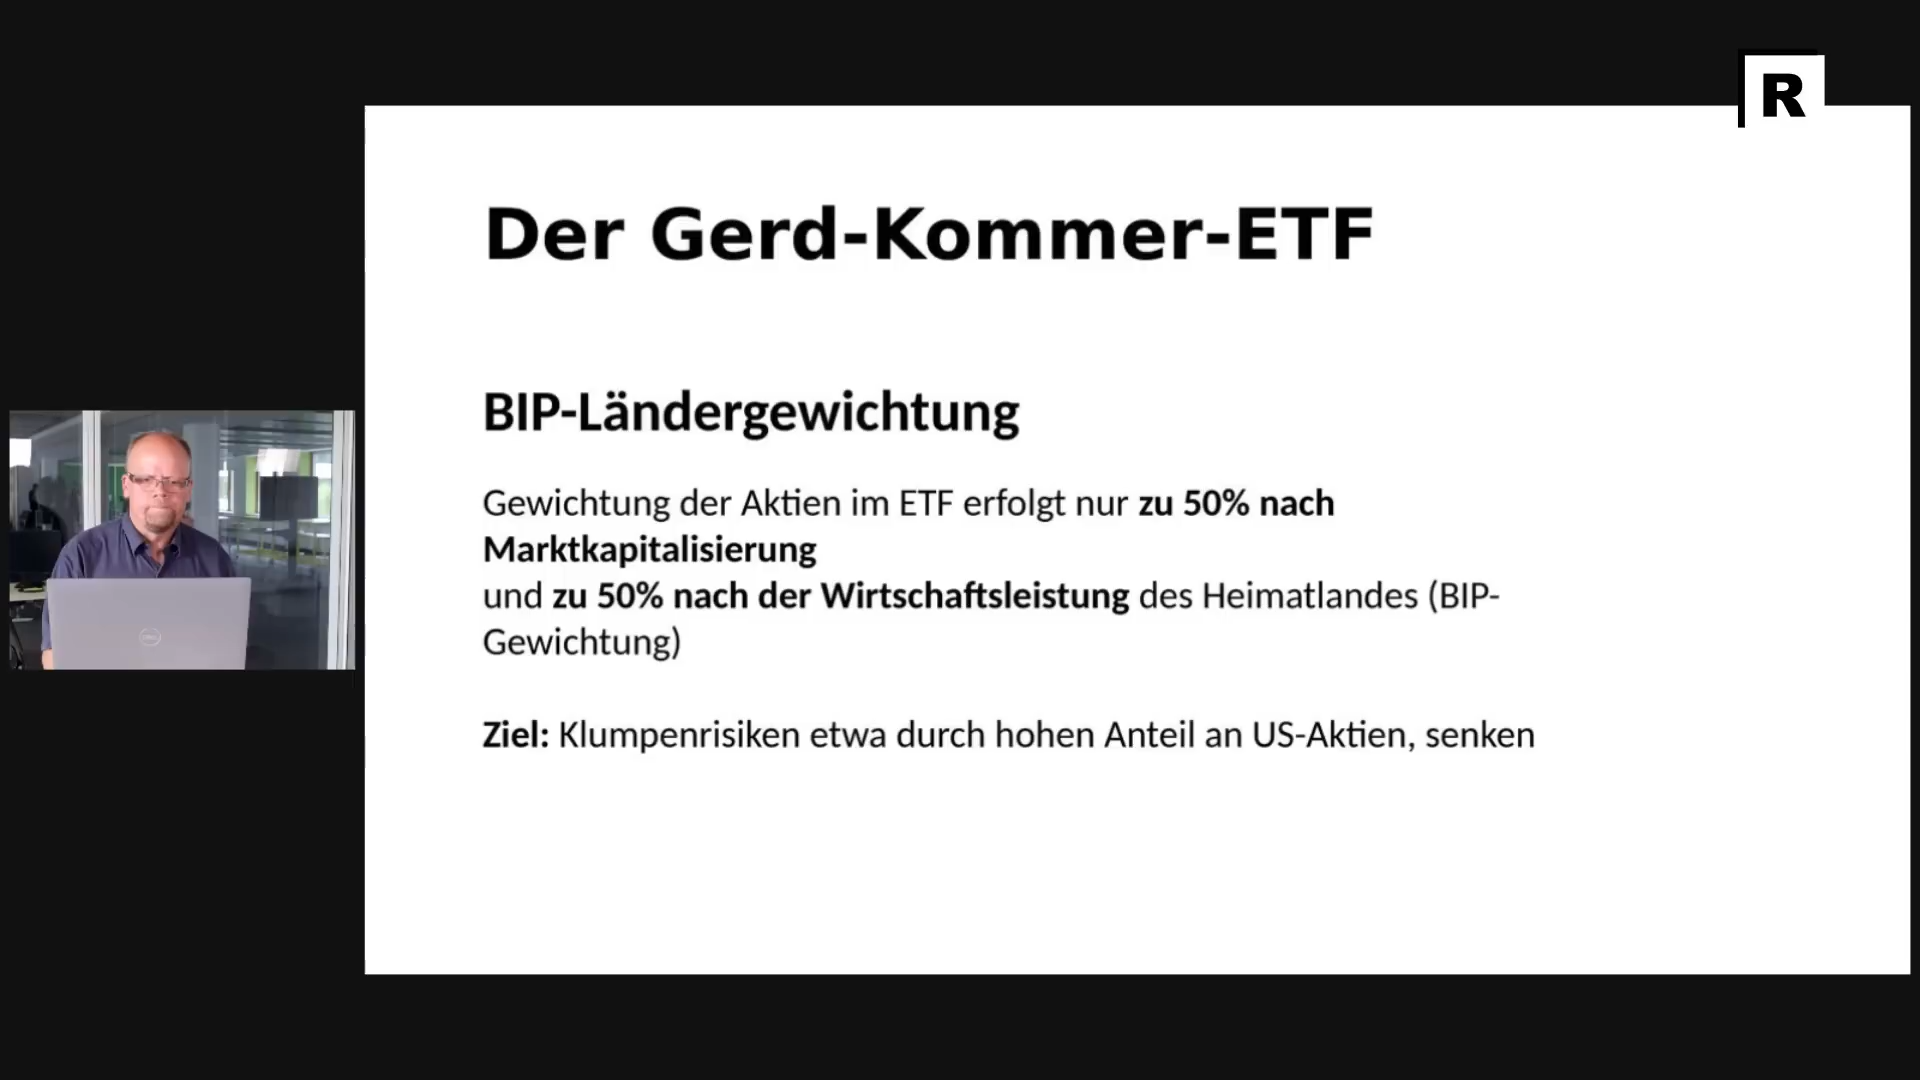 R
Der Gerd-Kommer-ETF
BIP-Ländergewichtung
Gewichtung der Aktien im ETF erfolgt nur zu 50% nach
Marktkapitalisierung
und zu 50% nach der Wirtschaftsleistung des Heimatlandes (BIP-
Gewichtung)
Ziel: Klumpenrisiken etwa durch hohen Anteil an US-Aktien, senken